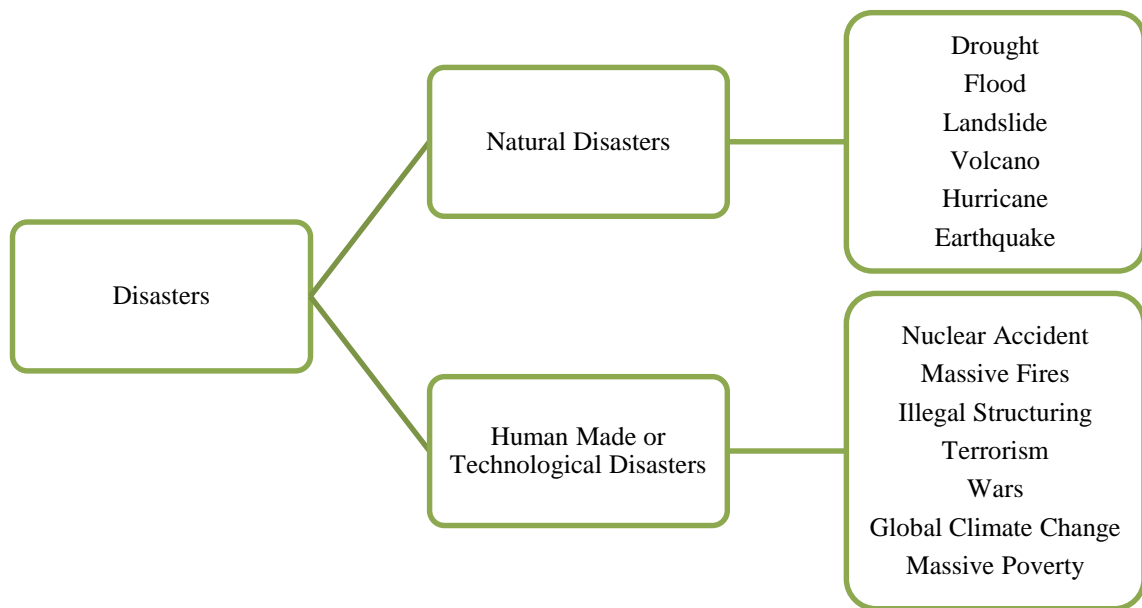 Disasters
Natural Disasters
Drought
Flood
Landslide
Volcano
Hurricane
Earthquake
Human Made or
Technological Disasters
Nuclear Accident
Massive Fires
Illegal Structuring
Terrorism
Wars
Global Climate Change
Massive Poverty